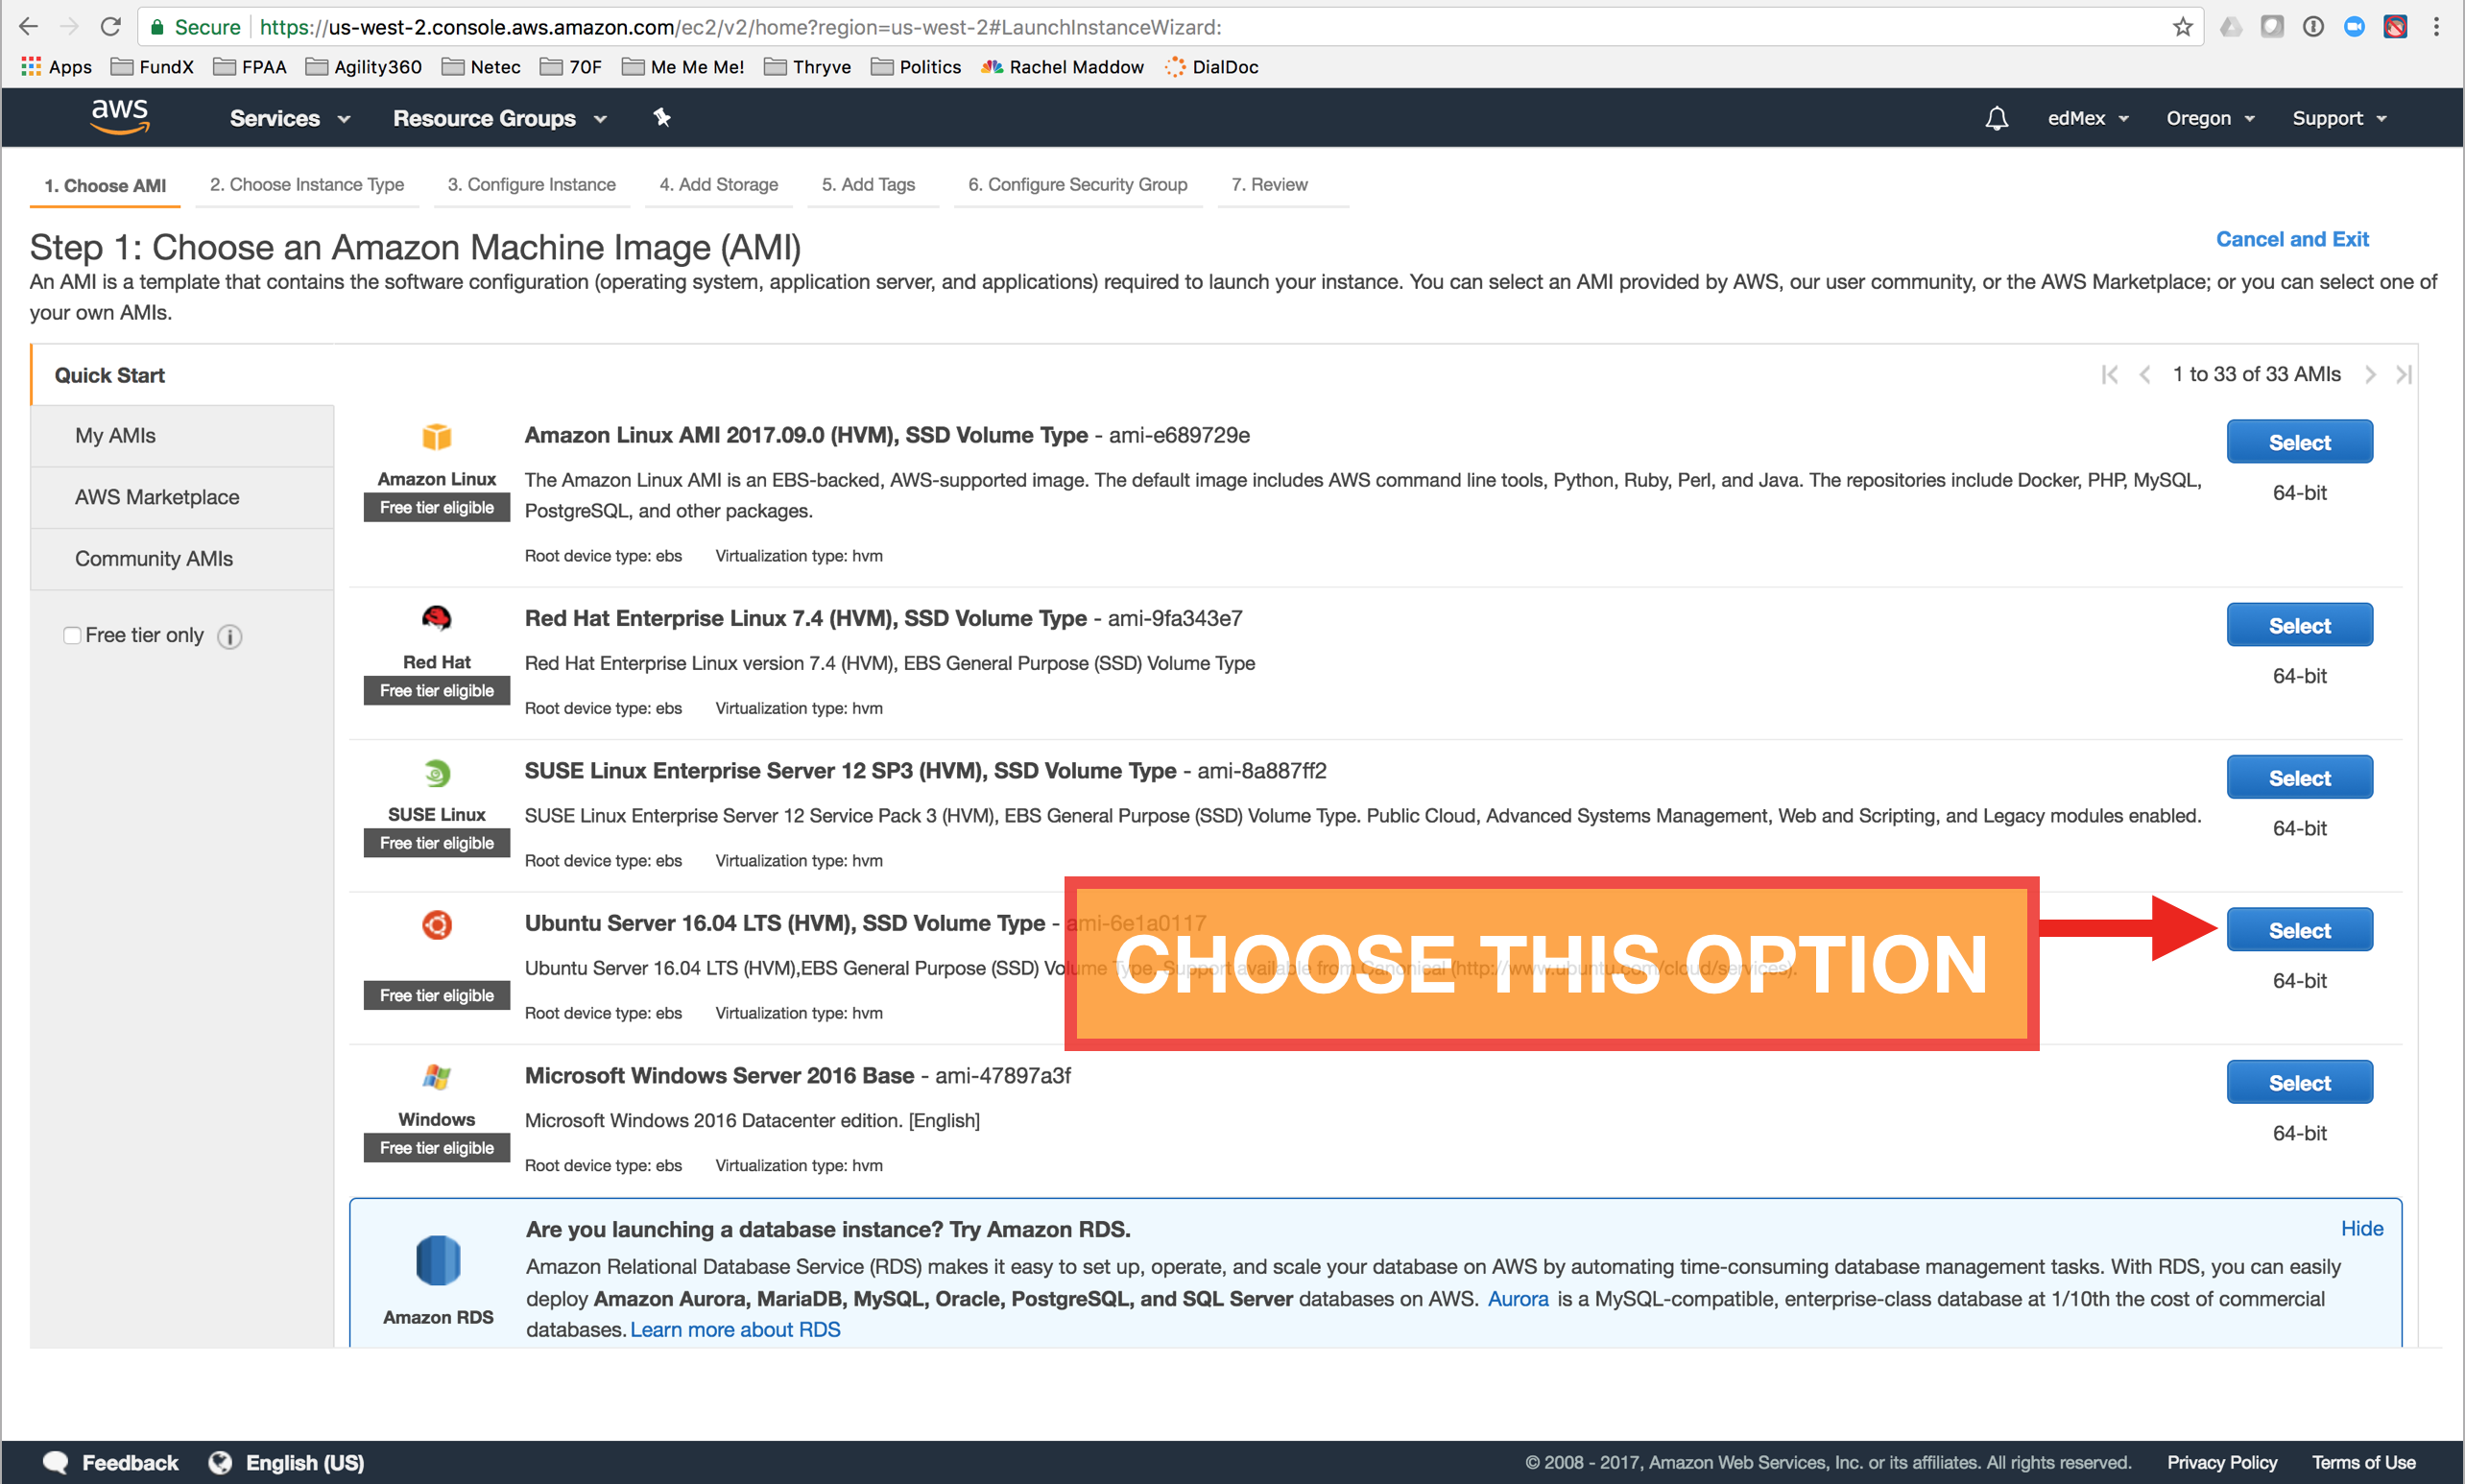 Secure https://us-west-2.console.aws.amazon.com/ec2/v2/home?region=us-west-2#LaunchInstanceWizard:
Apps FundX FPAA Agility360 Netec 70F Me Me Me! Thryve Politics Rachel Maddow DialDoc
aws Services Resource Groups edMex Oregon Support
1. Choose AMI 2. Choose Instance Type 3. Configure Instance 4. Add Storage 5. Add Tags 6. Configure Security Group 7. Review
Step 1: Choose an Amazon Machine Image (AMI)
Cancel and Exit
An AMI is a template that contains the software configuration (operating system, application server, and applications) required to launch your instance. You can select an AMI provided by AWS, our user community, or the AWS Marketplace; or you can select one of
your own AMIs.
Quick Start
1 to 33 of 33 AMIs
My AMIs
AWS Marketplace
Community AMIs
Free tier only
Amazon Linux
Free tier eligible
Amazon Linux AMI 2017.09.0 (HVM), SSD Volume Type - ami-e689729e
The Amazon Linux AMI is an EBS-backed, AWS-supported image. The default image includes AWS command line tools, Python, Ruby, Perl, and Java. The repositories include Docker, PHP, MySQL,
PostgreSQL, and other packages.
Root device type: ebs Virtualization type: hvm
Select
64-bit
Red Hat
Free tier eligible
Red Hat Enterprise Linux 7.4 (HVM), SSD Volume Type - ami-9fa343e7
Red Hat Enterprise Linux version 7.4 (HVM), EBS General Purpose (SSD) Volume Type
Root device type: ebs Virtualization type: hvm
Select
64-bit
SUSE Linux
Free tier eligible
SUSE Linux Enterprise Server 12 SP3 (HVM), SSD Volume Type - ami-8a887ff2
SUSE Linux Enterprise Server 12 Service Pack 3 (HVM), EBS General Purpose (SSD) Volume Type. Public Cloud, Advanced Systems Management, Web and Scripting, and Legacy modules enabled.
Root device type: ebs Virtualization type: hvm
Select
64-bit
Free tier eligible
Ubuntu Server 16.04 LTS (HVM), SSD Volume Type - ami-6e1a0117
Ubuntu Server 16.04 LTS (HVM),EBS General Purpose (SSD) Volume Type. Support available from Canonical (http://www.ubuntu.com/cloud/services).
Root device type: ebs Virtualization type: hvm
CHOOSE THIS OPTION
Select
64-bit
Windows
Free tier eligible
Microsoft Windows Server 2016 Base - ami-47897a3f
Microsoft Windows 2016 Datacenter edition. [English]
Root device type: ebs Virtualization type: hvm
Select
64-bit
Amazon RDS
Are you launching a database instance? Try Amazon RDS.
Hide
Amazon Relational Database Service (RDS) makes it easy to set up, operate, and scale your database on AWS by automating time-consuming database management tasks. With RDS, you can easily
deploy Amazon Aurora, MariaDB, MySQL, Oracle, PostgreSQL, and SQL Server databases on AWS. Aurora is a MySQL-compatible, enterprise-class database at 1/10th the cost of commercial
databases. Learn more about RDS
Feedback English (US) © 2008 - 2017, Amazon Web Services, Inc. or its affiliates. All rights reserved. Privacy Policy Terms of Use